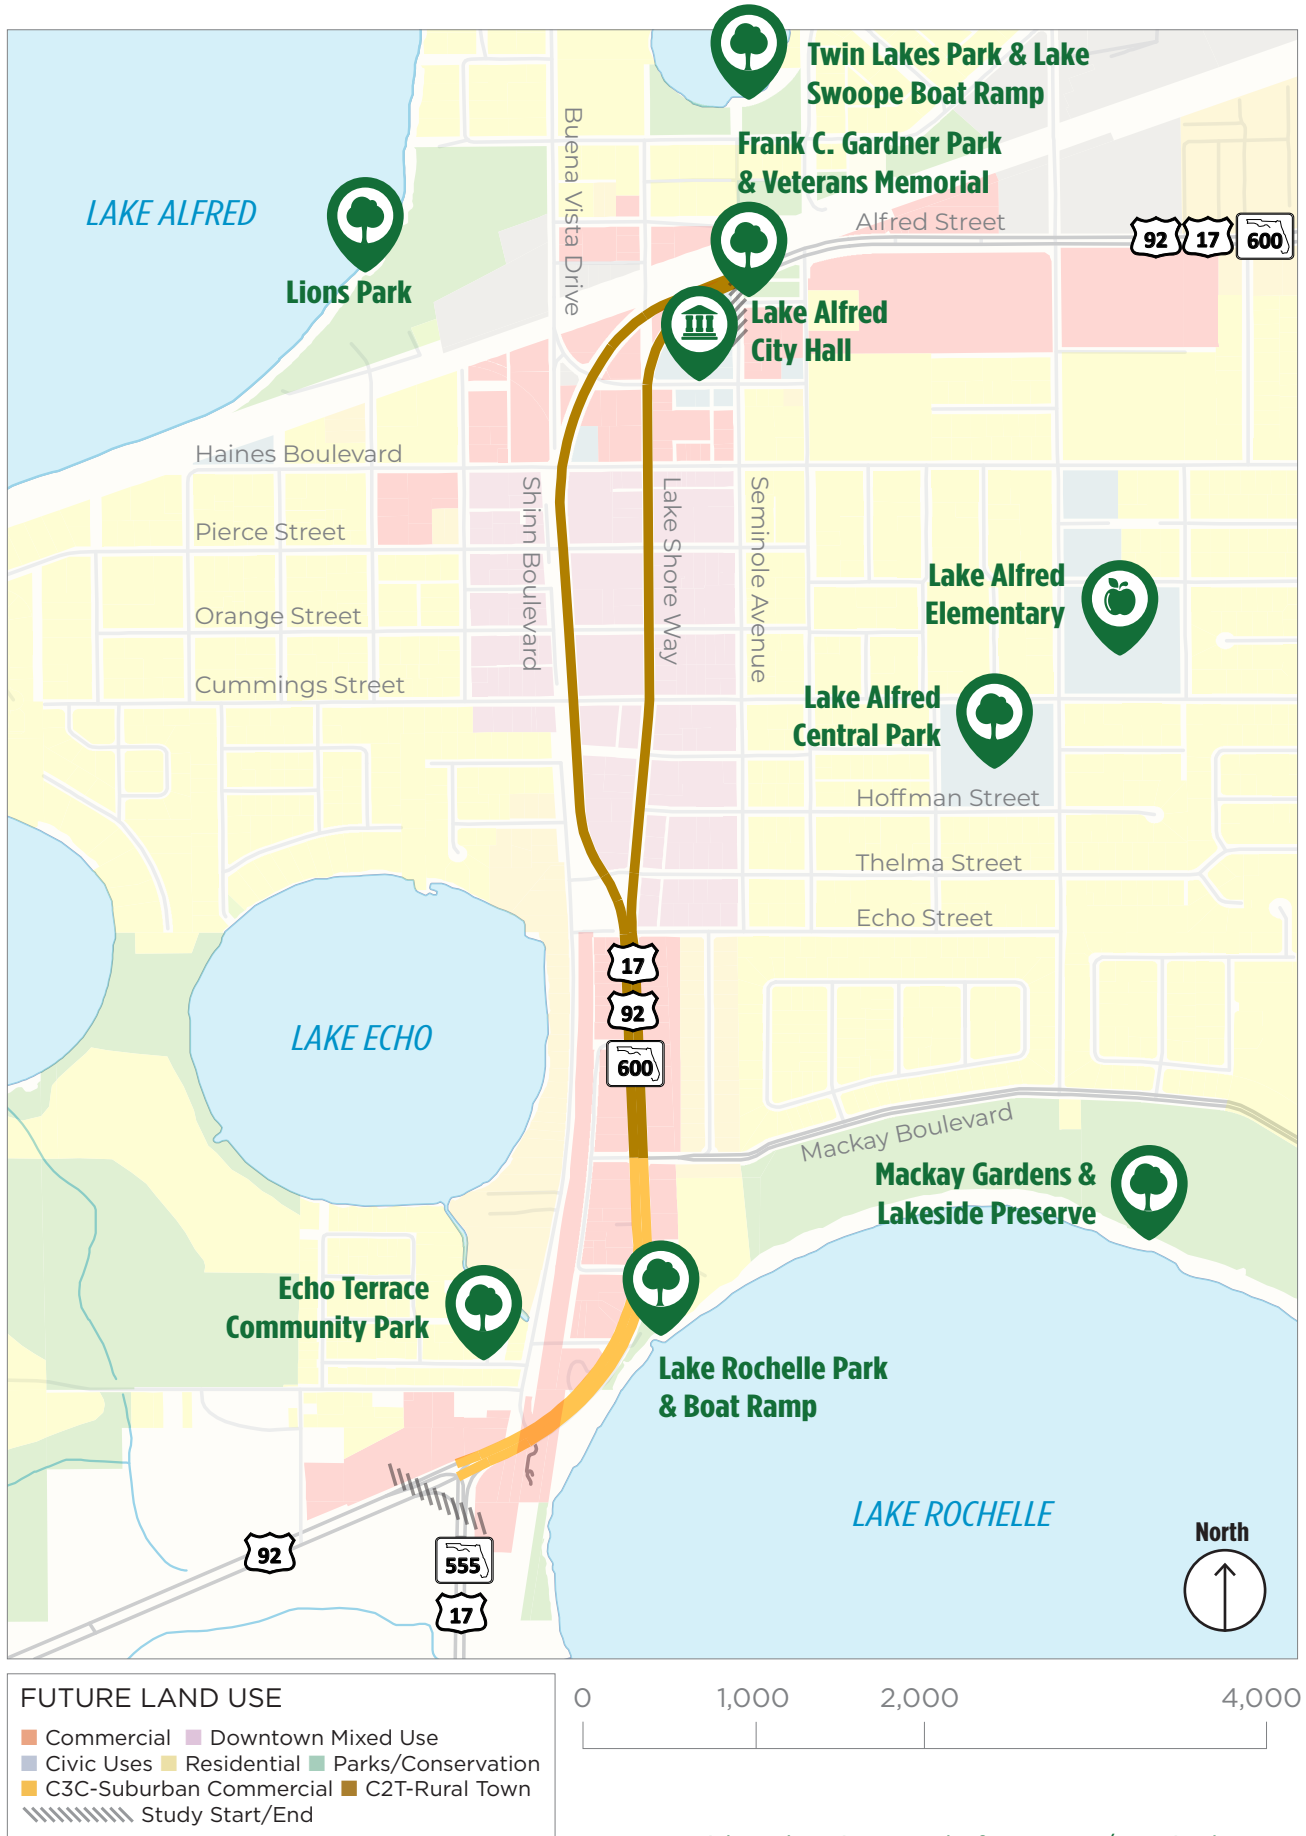 Twin Lakes Park & Lake
Swoope Boat Ramp
Frank C. Gardner Park
& Veterans Memorial
Buena Vista Drive
LAKE ALFRED
Alfred Street
92
17
600
Lions Park
Lake Alfred
City Hall
Haines Boulevard
Shinn Boulevard
Lake Shore Way
Seminole Avenue
Pierce Street
Lake Alfred
Elementary
Orange Street
Cummings Street
Lake Alfred
Central Park
Hoffman Street
Thelma Street
Echo Street
17
92
600
LAKE ECHO
Mackay Boulevard
Mackay Gardens &
Lakeside Preserve
Echo Terrace
Community Park
Lake Rochelle Park
& Boat Ramp
LAKE ROCHELLE
North
92
555
17
FUTURE LAND USE
Commercial Downtown Mixed Use
Civic Uses Residential Parks/Conservation
C3C-Suburban Commercial C2T-Rural Town
Study Start/End
0 1,000 2,000 4,000